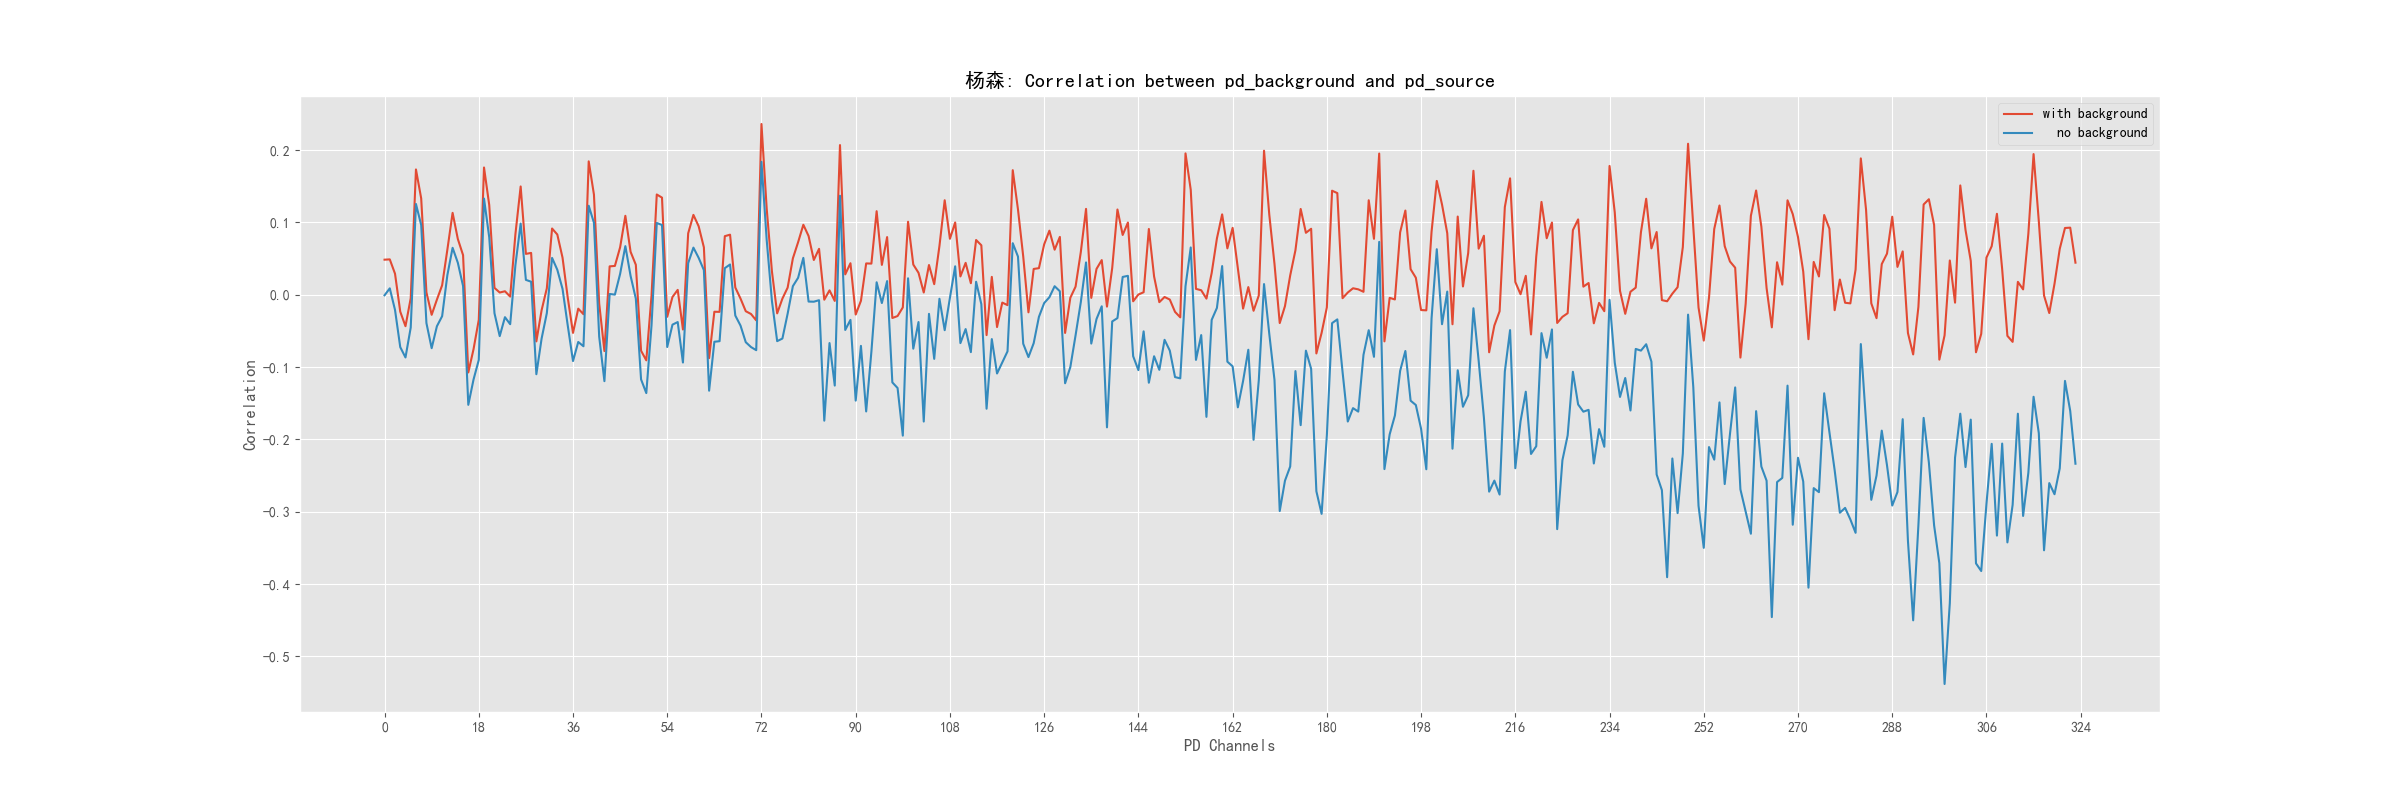 杨森: Correlation between pd_background and pd_source
with background
no background
0.2
0.1
0.0
-0.1
-0.2
-0.3
-0.4
-0.5
Correlation
0 18 36 54 72 90 108 126 144 162 180 198 216 234 252 270 288 306 324
PD Channels